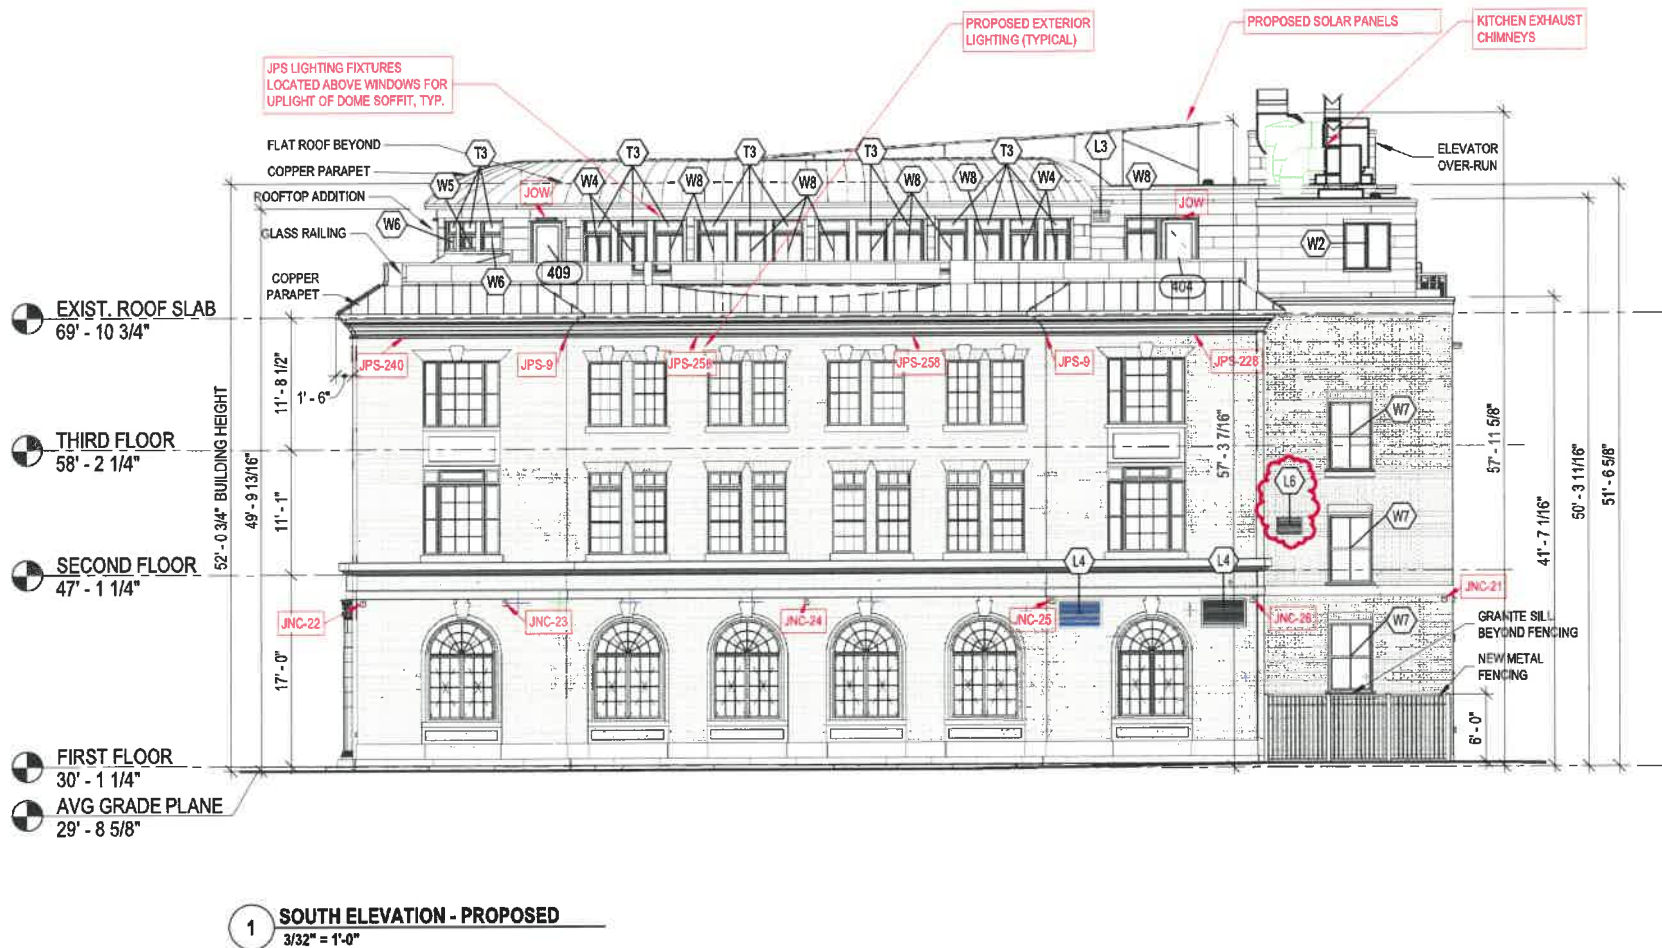 PROPOSED EXTERIOR
LIGHTING (TYPICAL)
PROPOSED SOLAR PANELS
KITCHEN EXHAUST
CHIMNEYS
JPS LIGHTING FIXTURES
LOCATED ABOVE WINDOWS FOR
UPLIGHT OF DOME SOFFIT, TYP.
FLAT ROOF BEYOND
COPPER PARAPET
ROOFTOP ADDITION
GLASS RAILING
COPPER
PARAPET
ELEVATOR
OVER-RUN
T3
T3
T3
T3
T3
L3
W5
W4
W8
W8
W8
W8
W4
W8
JOW
JOW
W6
W6
409
404
W2
EXIST. ROOF SLAB
69' - 10 3/4"
JPS-240
JPS-9
JPS-256
JPS-258
JPS-9
JPS-228
11' - 8 1/2"
1' - 6"
THIRD FLOOR
58' - 2 1/4"
52' - 0 3/4" BUILDING HEIGHT
49' - 9 13/16"
11' - 1"
57' - 3 7/16"
W7
L6
W7
57' - 11 5/8"
41' - 7 1/16"
50' - 3 11/16"
51' - 6 5/8"
SECOND FLOOR
47' - 1 1/4"
L4
L4
JNC-22
JNC-23
JNC-24
JNC-25
JNC-26
JNC-21
17' - 0"
W7
GRANITE SILL
BEYOND FENCING
NEW METAL
FENCING
6' - 0"
FIRST FLOOR
30' - 1 1/4"
AVG GRADE PLANE
29' - 8 5/8"
1
SOUTH ELEVATION - PROPOSED
3/32" = 1'-0"